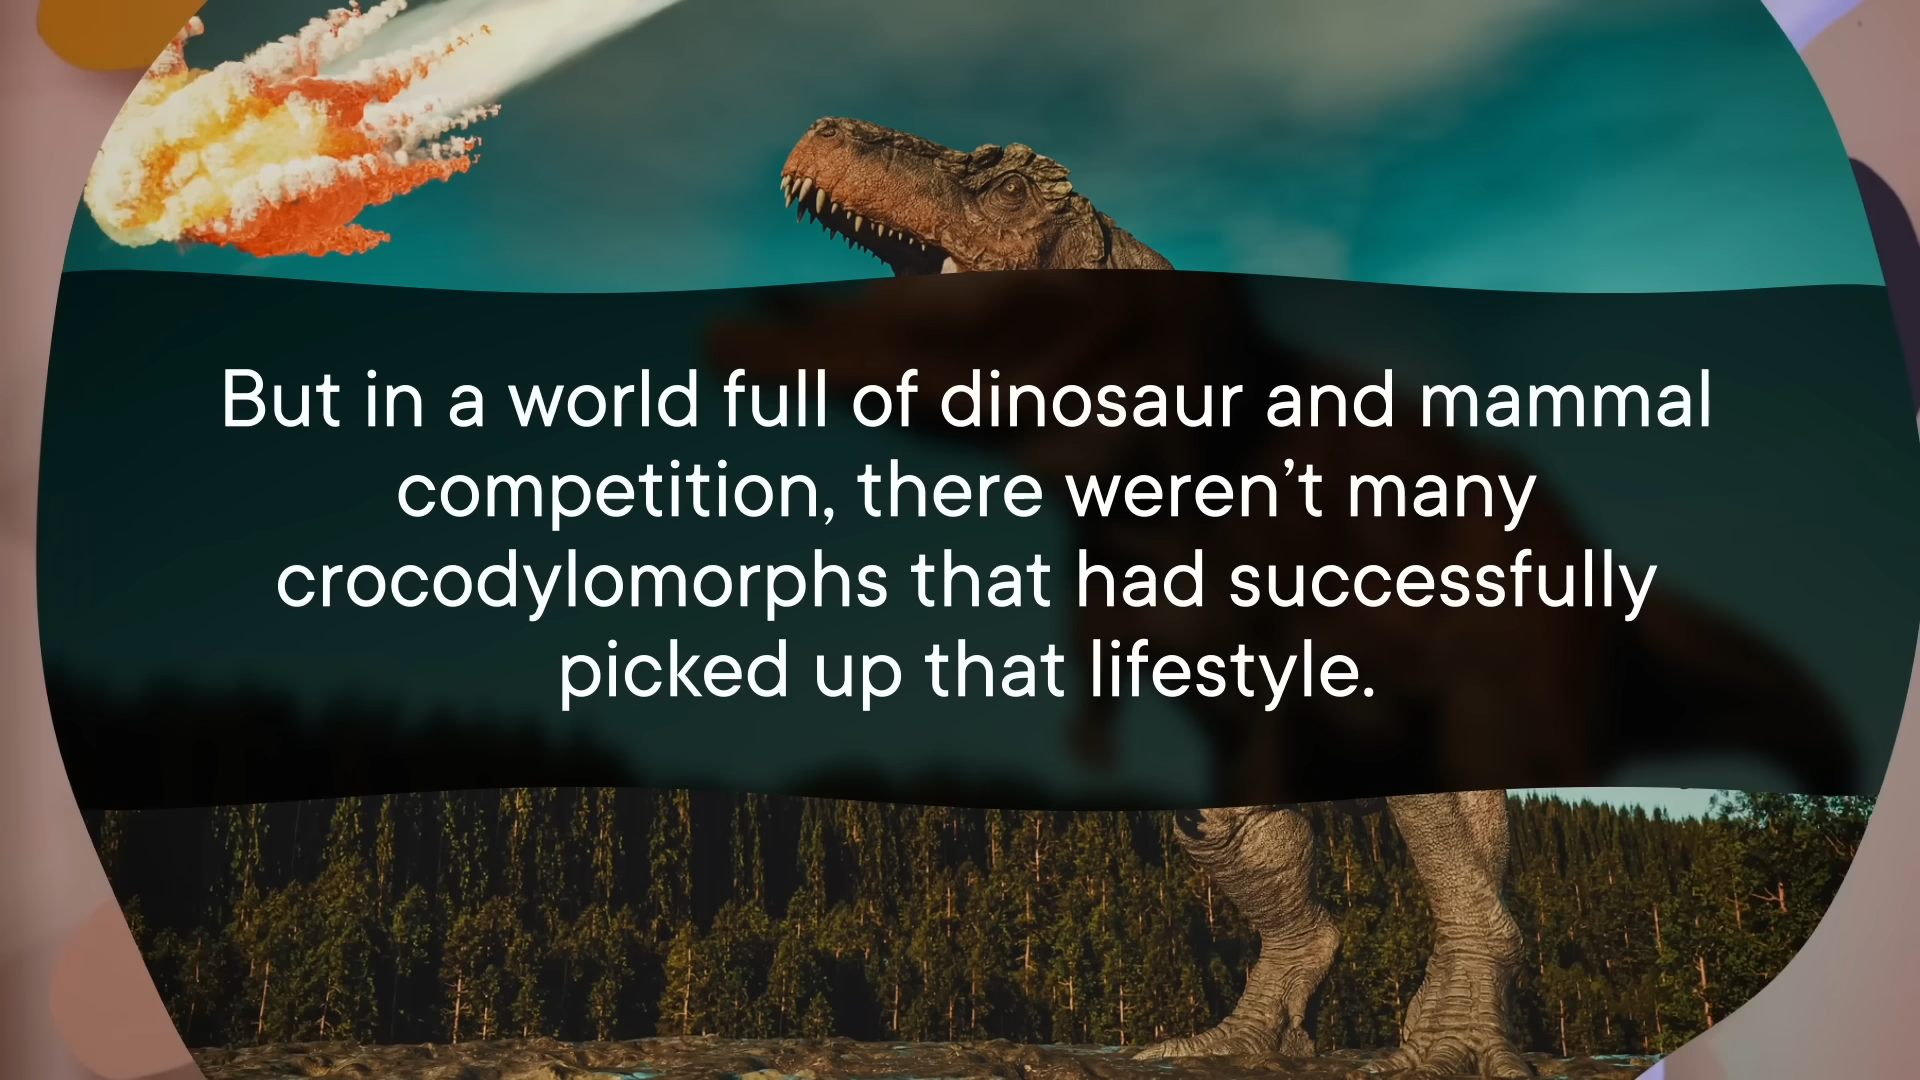 But in a world full of dinosaur and mammal
competition, there weren’t many
crocodylomorphs that had successfully
picked up that lifestyle.